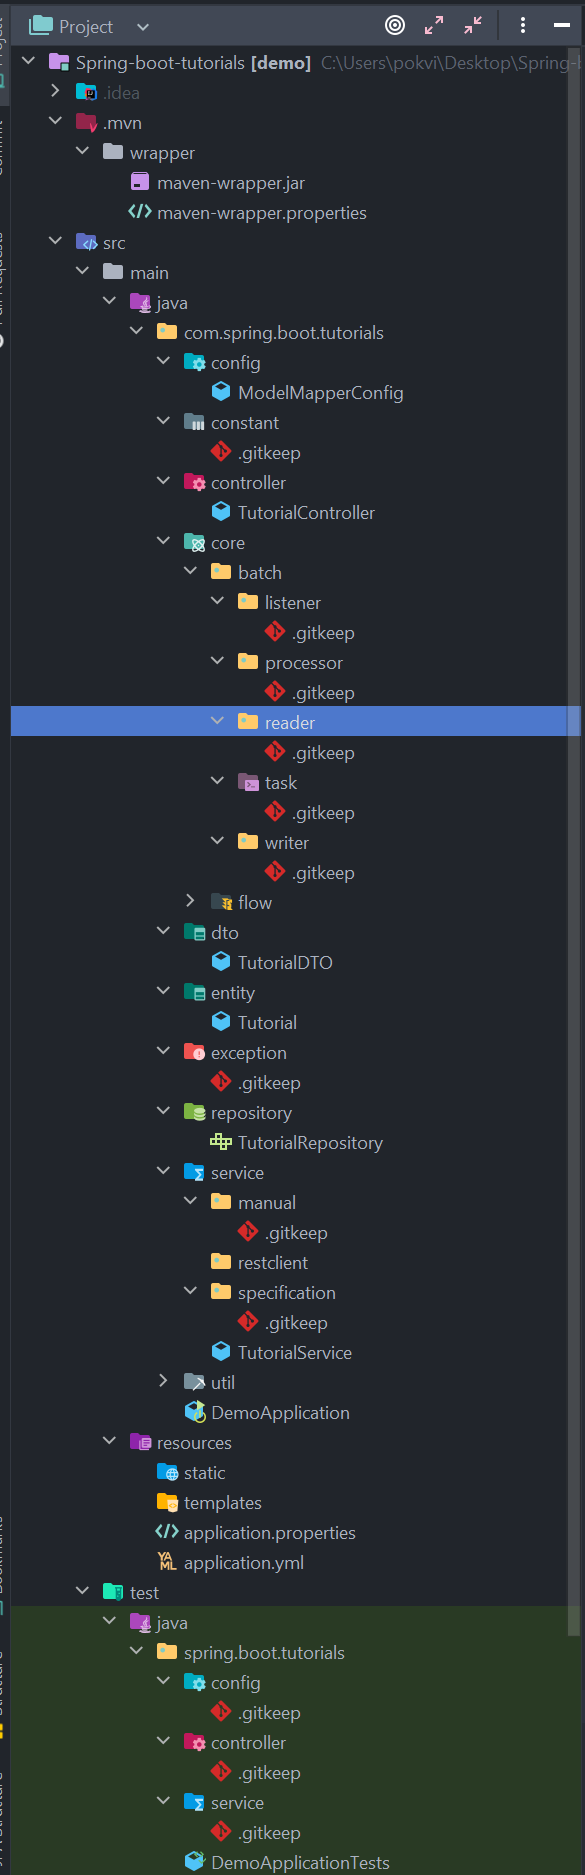 Project
Spring-boot-tutorials [demo] C:\Users\pokvi\Desktop\Spring-
.idea
.mvn
wrapper
maven-wrapper.jar
maven-wrapper.properties
src
main
java
com.spring.boot.tutorials
config
ModelMapperConfig
constant
.gitkeep
controller
TutorialController
core
batch
listener
.gitkeep
processor
.gitkeep
reader
.gitkeep
task
.gitkeep
writer
.gitkeep
flow
dto
TutorialDTO
entity
Tutorial
exception
.gitkeep
repository
TutorialRepository
service
manual
.gitkeep
restclient
specification
.gitkeep
TutorialService
util
DemoApplication
resources
static
templates
application.properties
YAML application.yml
test
java
spring.boot.tutorials
config
.gitkeep
controller
.gitkeep
service
.gitkeep
DemoApplicationTests